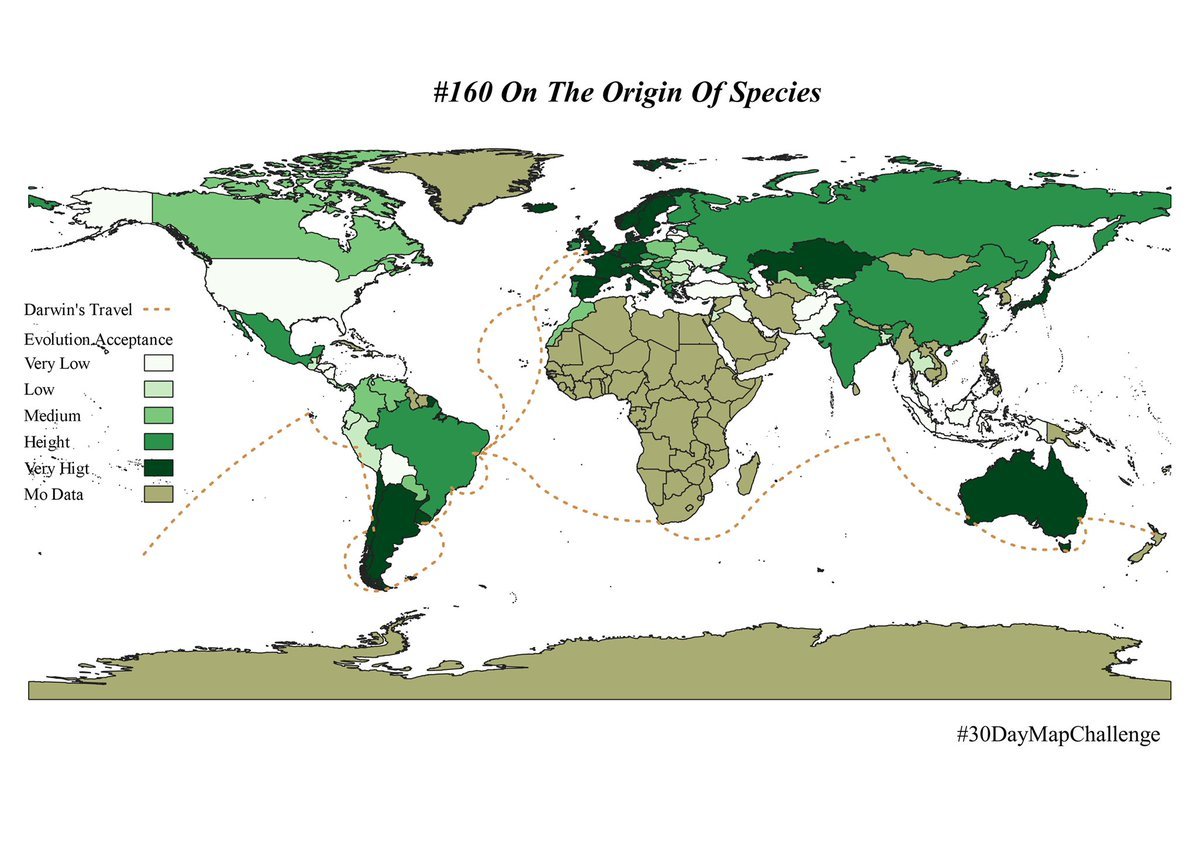 #160 On The Origin Of Species
Darwin's Travel
Evolution Acceptance
Very Low
Low
Medium
Height
Very Higt
Mo Data
#30DayMapChallenge